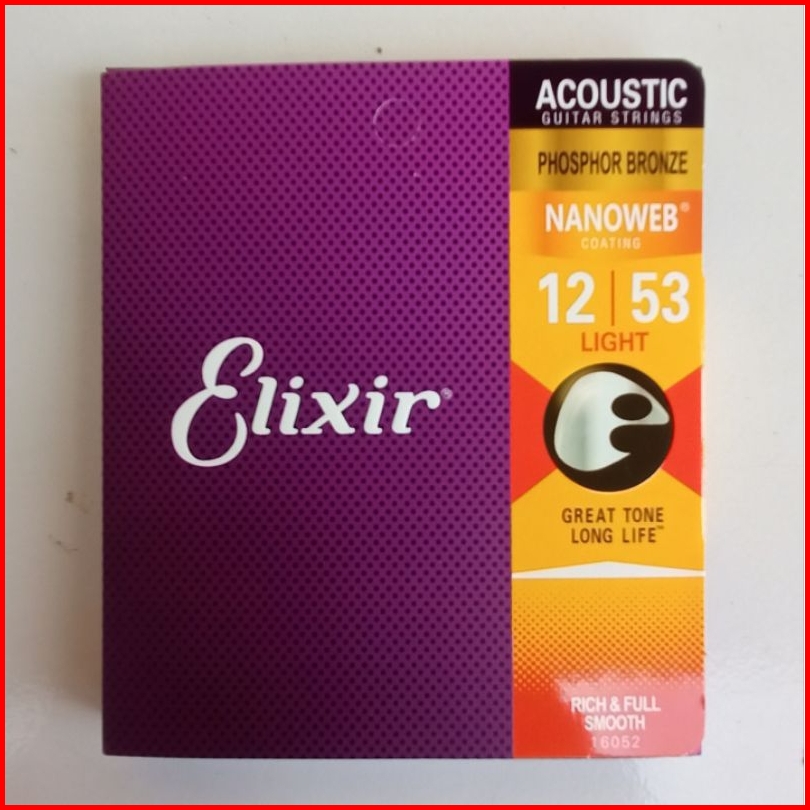 Elixir®
ACOUSTIC
GUITAR STRINGS
PHOSPHOR BRONZE
NANOWEB®
COATING
12 | 53
LIGHT
GREAT TONE
LONG LIFE™
RICH & FULL
SMOOTH
16052